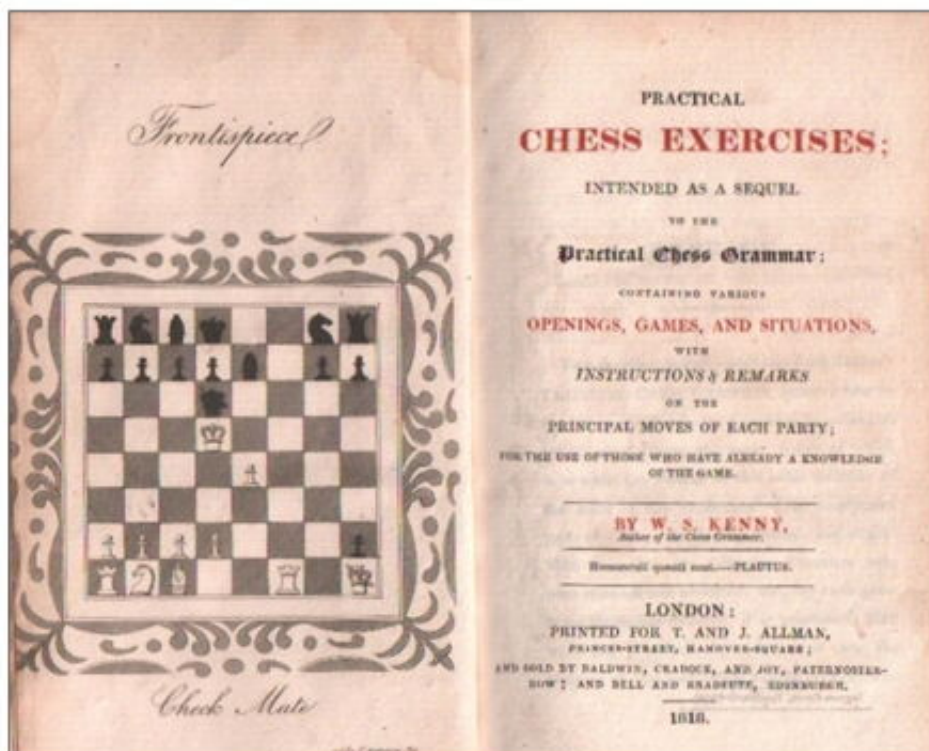 Frontispiece
Check Mate
PRACTICAL
CHESS EXERCISES;
INTENDED AS A SEQUEL
TO THE
Practical Chess Grammar;
CONTAINING VARIOUS
OPENINGS, GAMES, AND SITUATIONS,
WITH
INSTRUCTIONS & REMARKS
ON THE
PRINCIPAL MOVES OF EACH PARTY;
FOR THE USE OF THOSE WHO HAVE ALREADY A KNOWLEDGE
OF THE GAME.
BY W. S. KENNY,
Author of the Chess Grammar.
PLAUTUS.
LONDON:
PRINTED FOR T. AND J. ALLMAN,
PRINCES-STREET, HANOVER-SQUARE;
AND SOLD BY BALDWIN, CRADOCK, AND JOY, PATERNOSTER-
ROW; AND BELL AND BRADFUTE, EDINBURGH.
1818.